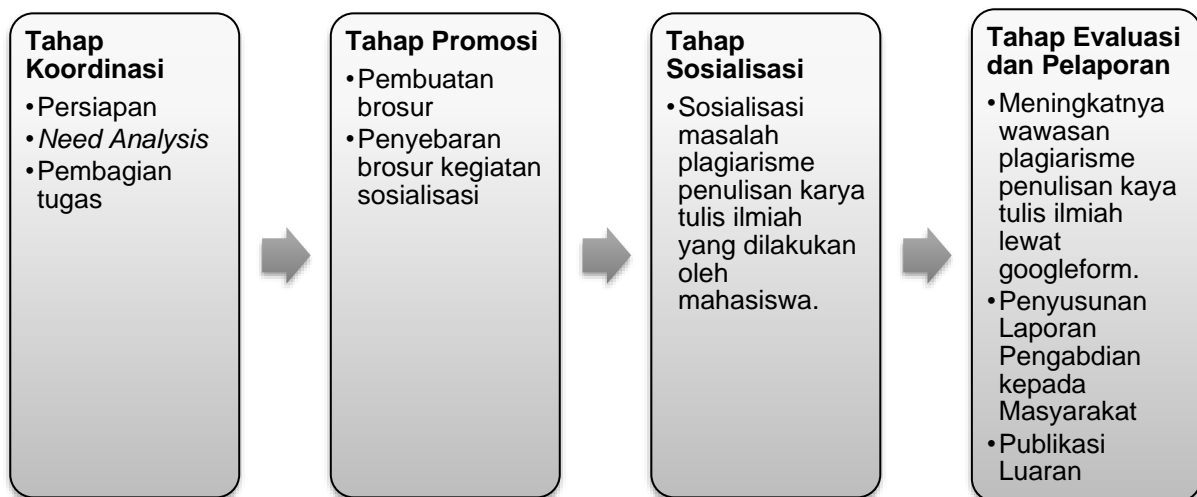 Tahap
Koordinasi
•Persiapan
•Need Analysis
•Pembagian
tugas
Tahap Promosi
•Pembuatan
brosur
•Penyebaran
brosur kegiatan
sosialisasi
Tahap
Sosialisasi
•Sosialisasi
masalah
plagiarisme
penulisan karya
tulis ilmiah
yang dilakukan
oleh
mahasiswa.
Tahap Evaluasi
dan Pelaporan
•Meningkatnya
wawasan
plagiarisme
penulisan kaya
tulis ilmiah
lewat
googleform.
•Penyusunan
Laporan
Pengabdian
kepada
Masyarakat
•Publikasi
Luaran